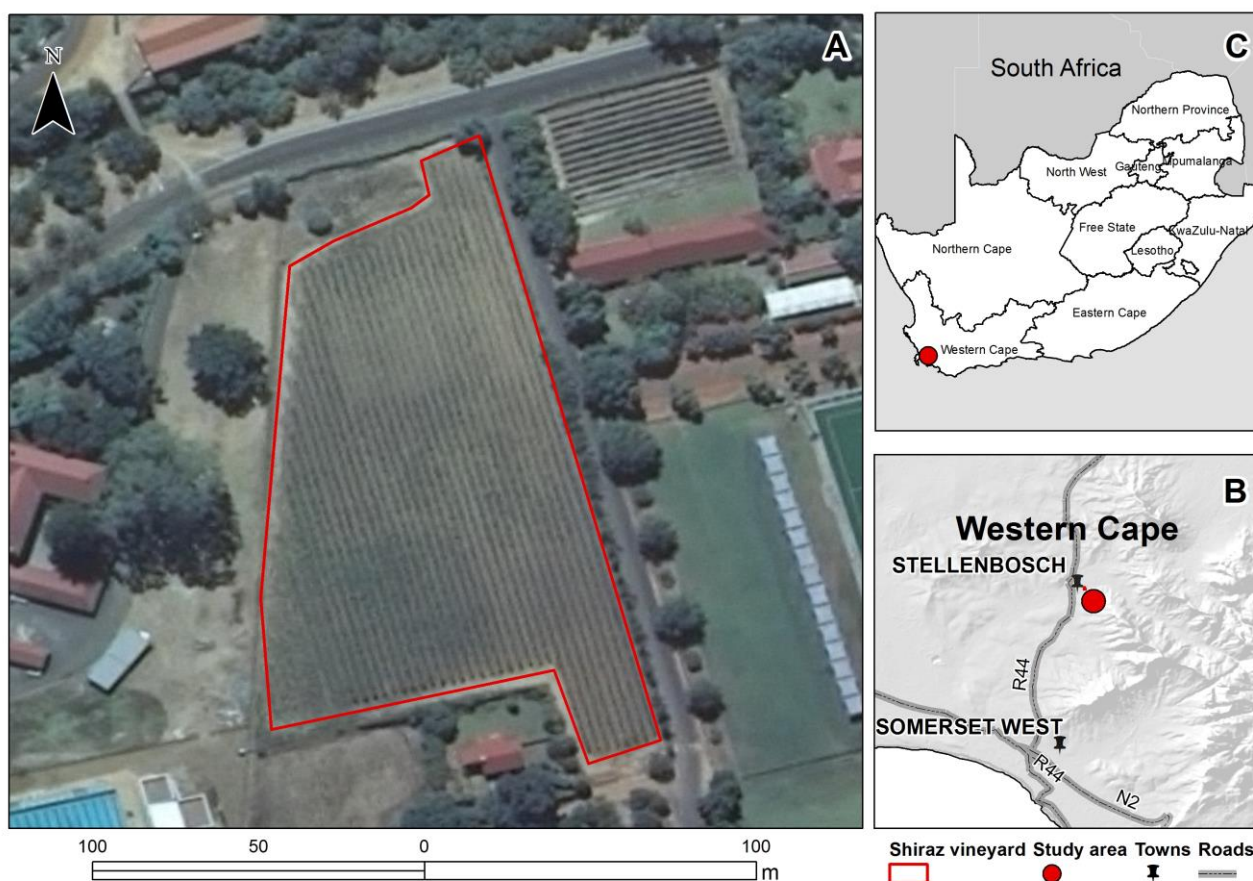 N
A
C
South Africa
Northern Province
North West
Gauteng
Mpumalanga
Free State
KwaZulu-Natal
Lesotho
Northern Cape
Eastern Cape
Western Cape
B
Western Cape
STELLENBOSCH
R44
SOMERSET WEST
R44
N2
100 50 0 100
m
Shiraz vineyard Study area Towns Roads